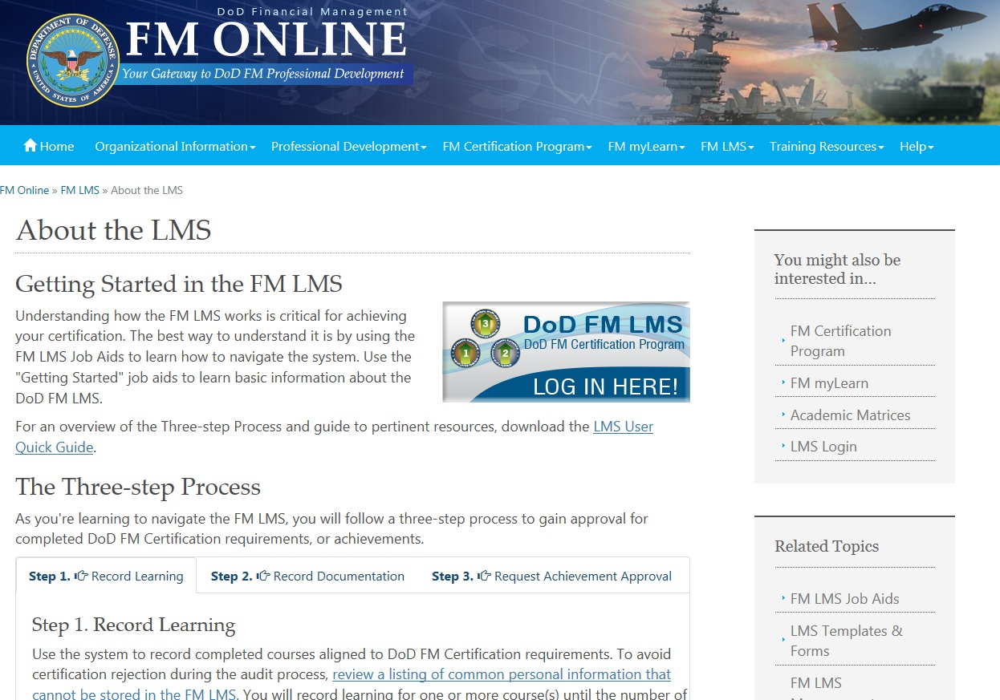 DoD Financial Management
FM ONLINE
Your Gateway to DoD FM Professional Development
DEPARTMENT OF DEFENSE
UNITED STATES OF AMERICA
Home Organizational Information Professional Development FM Certification Program FM myLearn FM LMS Training Resources Help
FM Online » FM LMS » About the LMS
About the LMS
Getting Started in the FM LMS
Understanding how the FM LMS works is critical for achieving
your certification. The best way to understand it is by using the
FM LMS Job Aids to learn how to navigate the system. Use the
"Getting Started" job aids to learn basic information about the
DoD FM LMS.
3
1
2
DoD FM LMS
DoD FM Certification Program
LOG IN HERE!
For an overview of the Three-step Process and guide to pertinent resources, download the LMS User
Quick Guide.
The Three-step Process
As you're learning to navigate the FM LMS, you will follow a three-step process to gain approval for
completed DoD FM Certification requirements, or achievements.
Step 1. Record Learning Step 2. Record Documentation Step 3. Request Achievement Approval
Step 1. Record Learning
Use the system to record completed courses aligned to DoD FM Certification requirements. To avoid
certification rejection during the audit process, review a listing of common personal information that
cannot be stored in the FM LMS. You will record learning for one or more course(s) until the number of
You might also be
interested in...
FM Certification
Program
FM myLearn
Academic Matrices
LMS Login
Related Topics
FM LMS Job Aids
LMS Templates &
Forms
FM LMS